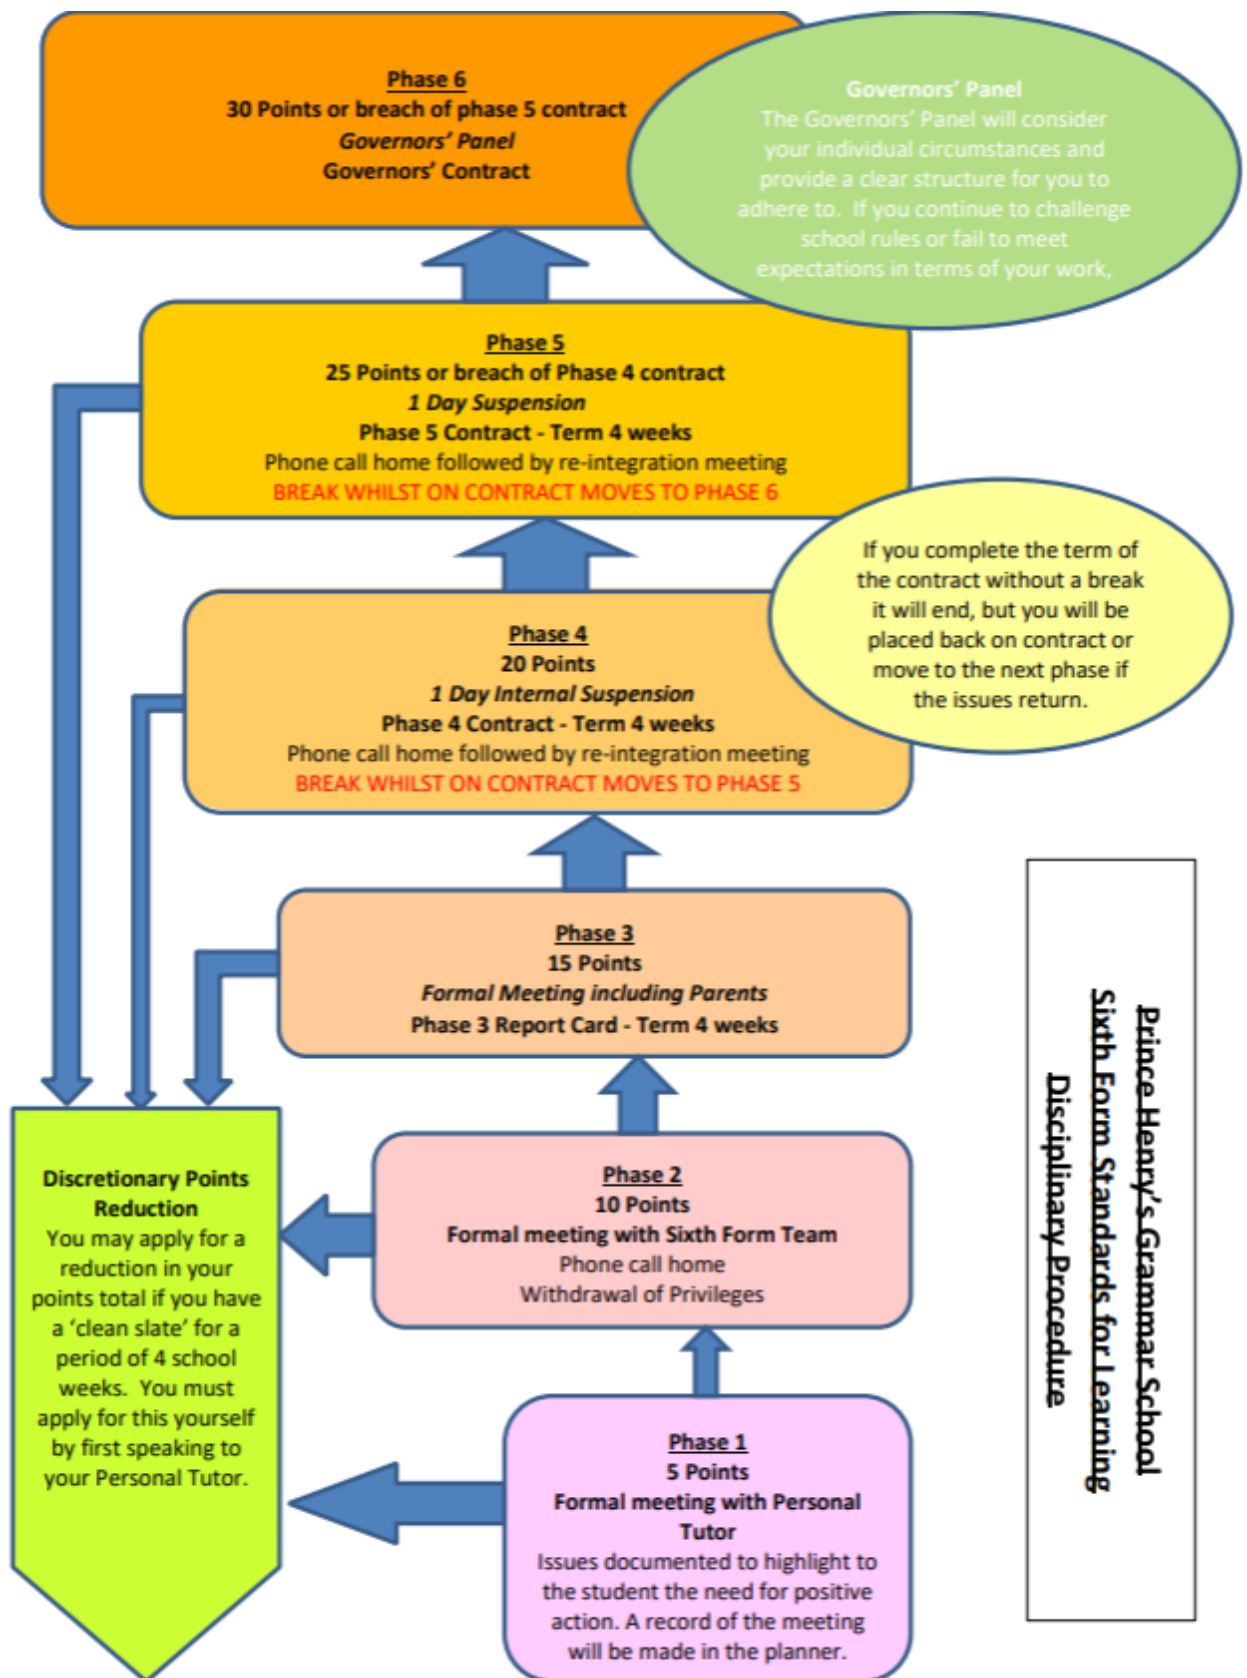 Phase 6
30 Points or breach of phase 5 contract
Governors' Panel
Governors' Contract
Governors' Panel
The Governors' Panel will consider
your individual circumstances and
provide a clear structure for you to
adhere to.  If you continue to challenge
school rules or fail to meet
expectations in terms of your work,
Phase 5
25 Points or breach of Phase 4 contract
1 Day Suspension
Phase 5 Contract - Term 4 weeks
Phone call home followed by re-integration meeting
BREAK WHILST ON CONTRACT MOVES TO PHASE 6
If you complete the term of
the contract without a break
it will end, but you will be
placed back on contract or
move to the next phase if
the issues return.
Phase 4
20 Points
1 Day Internal Suspension
Phase 4 Contract - Term 4 weeks
Phone call home followed by re-integration meeting
BREAK WHILST ON CONTRACT MOVES TO PHASE 5
Phase 3
15 Points
Formal Meeting including Parents
Phase 3 Report Card - Term 4 weeks
Prince Henry's Grammar School
Sixth Form Standards for Learning
Disciplinary Procedure
Phase 2
10 Points
Formal meeting with Sixth Form Team
Phone call home
Withdrawal of Privileges
Discretionary Points
Reduction
You may apply for a
reduction in your
points total if you have
a 'clean slate' for a
period of 4 school
weeks.  You must
apply for this yourself
by first speaking to
your Personal Tutor.
Phase 1
5 Points
Formal meeting with Personal
Tutor
Issues documented to highlight to
the student the need for positive
action. A record of the meeting
will be made in the planner.